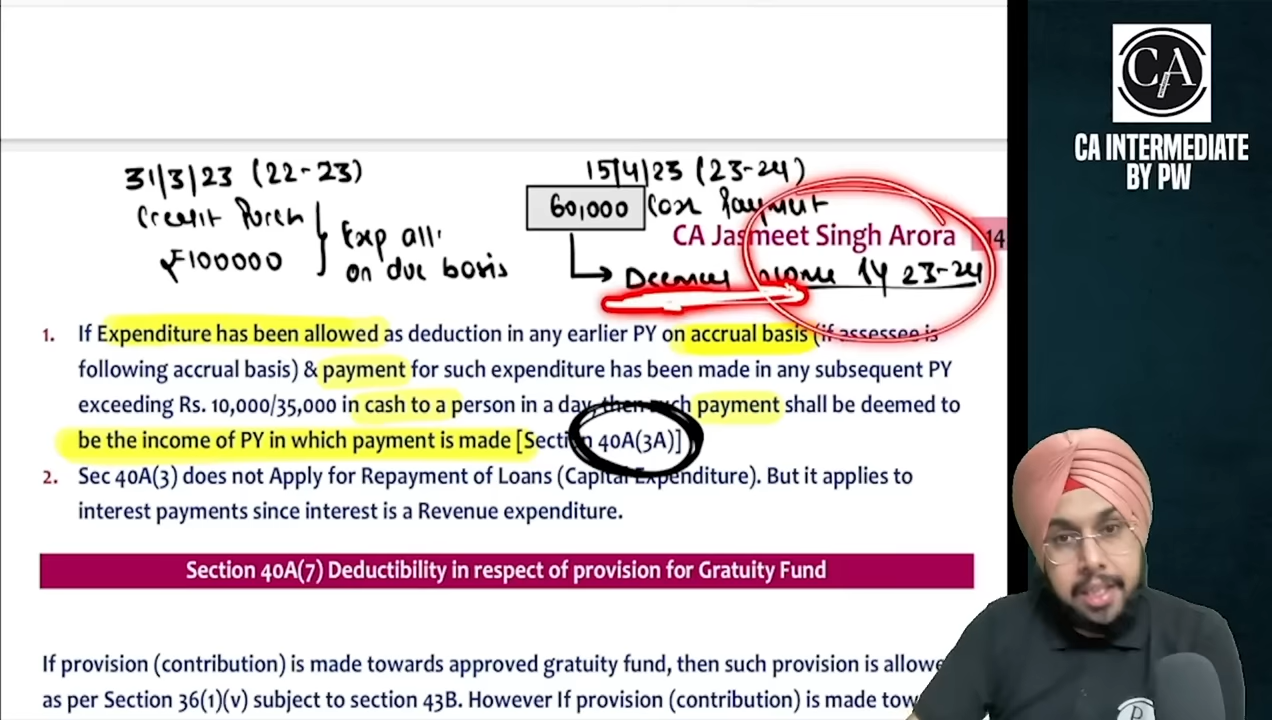 31/3/23 (22-23)
Credit Purch
₹100000
Exp all.
on due basis
15/4/23 (23-24)
60,000 Payment
CA Jasmeet Singh Arora 14
PY 23-24
1. If Expenditure has been allowed as deduction in any earlier PY on accrual basis (if assessee is
following accrual basis) & payment for such expenditure has been made in any subsequent PY
exceeding Rs. 10,000/35,000 in cash to a person in a day, then such payment shall be deemed to
be the income of PY in which payment is made [Section 40A(3A)]
2. Sec 40A(3) does not Apply for Repayment of Loans (Capital Expenditure). But it applies to
interest payments since interest is a Revenue expenditure.
Section 40A(7) Deductibility in respect of provision for Gratuity Fund
If provision (contribution) is made towards approved gratuity fund, then such provision is allowe
as per Section 36(1)(v) subject to section 43B. However If provision (contribution) is made tow
CA
CA INTERMEDIATE
BY PW
P